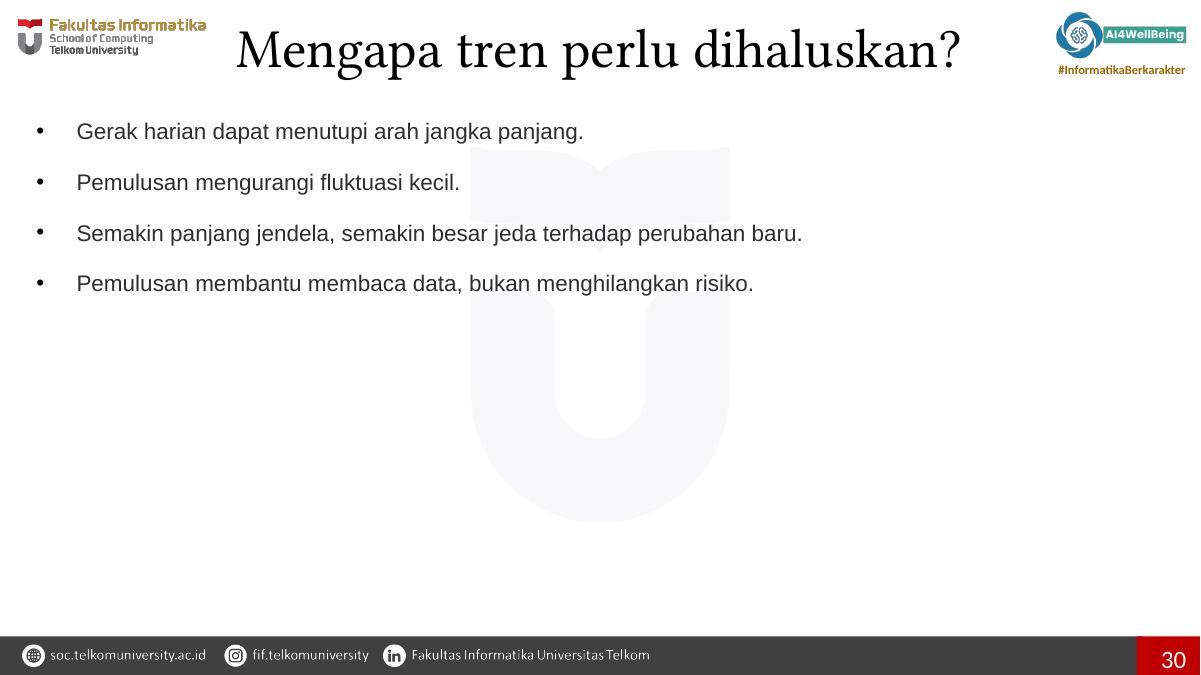 Fakultas Informatika
School of Computing
Telkom University
Mengapa tren perlu dihaluskan?
AI4WellBeing
#InformatikaBerkarakter
• Gerak harian dapat menutupi arah jangka panjang.
• Pemulusan mengurangi fluktuasi kecil.
• Semakin panjang jendela, semakin besar jeda terhadap perubahan baru.
• Pemulusan membantu membaca data, bukan menghilangkan risiko.
soc.telkomuniversity.ac.id fif.telkomuniversity in Fakultas Informatika Universitas Telkom
30